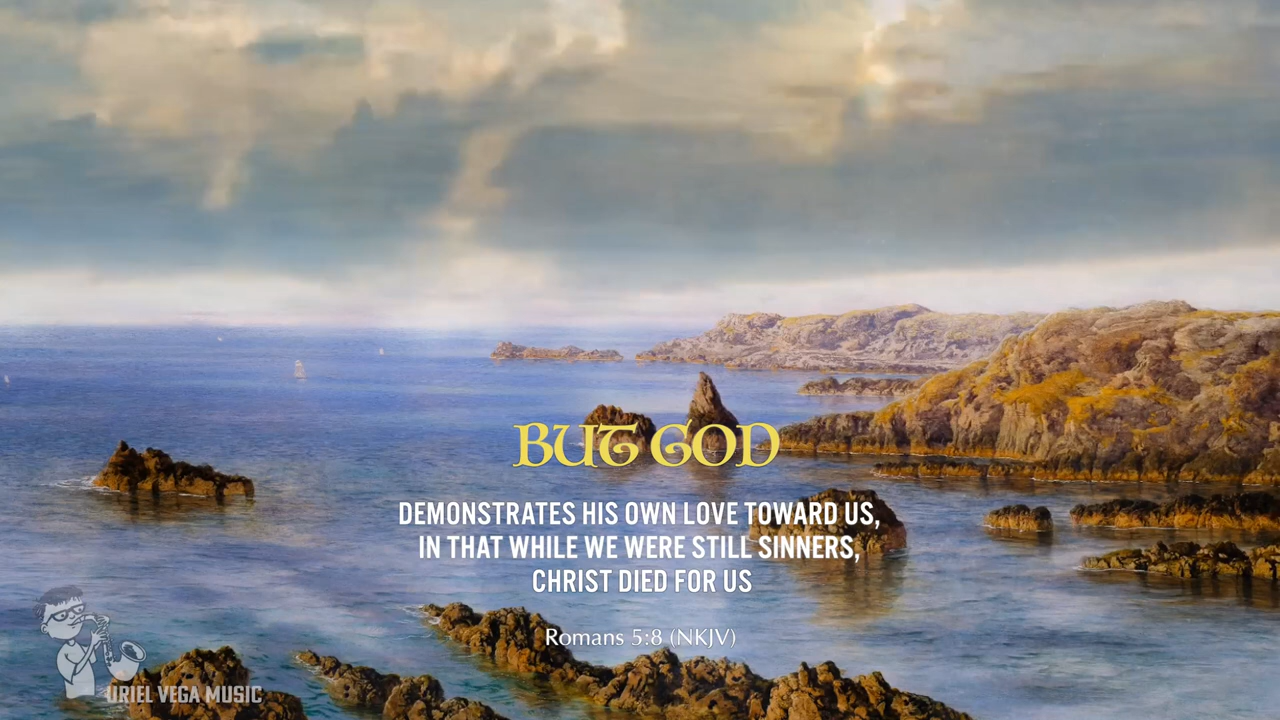 BUT GOD
DEMONSTRATES HIS OWN LOVE TOWARD US,
IN THAT WHILE WE WERE STILL SINNERS,
CHRIST DIED FOR US
Romans 5:8 (NKJV)
URIEL VEGA MUSIC